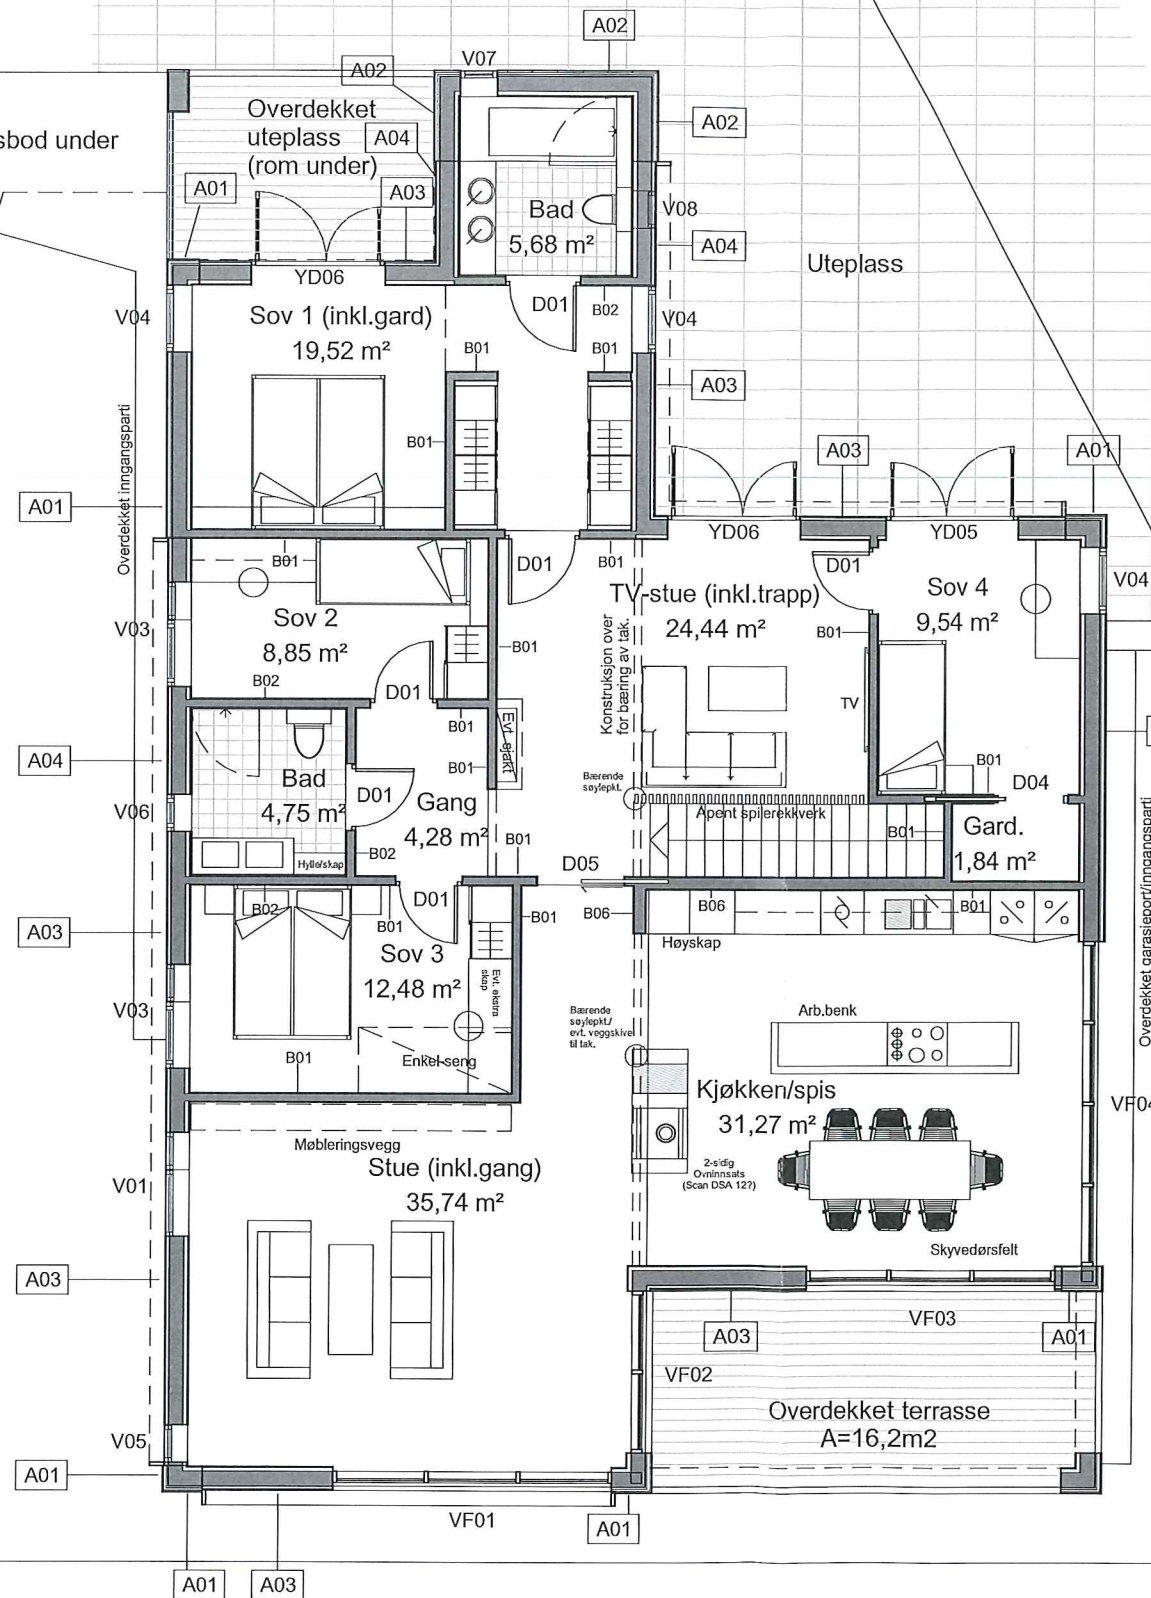 A02
V07
A02
Overdekket
uteplass
(rom under)
A04
A02
sbod under
A01
A03
Bad
5,68 m²
V08
A04
Uteplass
YD06
V04
Sov 1 (inkl.gard)
19,52 m²
D01
B02
V04
B01
B01
A03
B01
Overdekket inngangsparti
A01
A03
A01
YD06
YD05
B01
D01
B01
D01
Sov 2
8,85 m²
V03
B02
D01
B01
TV-stue (inkl.trapp)
24,44 m²
B01
Sov 4
9,54 m²
V04
Konstruksjon over
for bæring av tak.
TV
B01
Evt. sjakt
B01
A04
Bad
4,75 m²
V06
D01
Gang
4,28 m²
Bærende
søylepkt.
Åpent spilerekkverk
B01
B01
D04
Gard.
1,84 m²
Hylle/skap
B02
B01
D05
D01
B02
B01
B01
B06
B06
B01
Høyskap
A03
Sov 3
12,48 m²
Evt. ekstra
skap
V03
Bærende
søylepkt./
evt. veggskive
til tak.
Arb.benk
Overdekket garasjeport/inngangsparti
B01
Enkel-seng
Kjøkken/spis
31,27 m²
VF04
Møbleringsvegg
Stue (inkl.gang)
35,74 m²
2-sidig
Ovninnsats
(Scan DSA 12?)
V01
Skyvedørsfelt
A03
A03
VF03
A01
VF02
Overdekket terrasse
A=16,2m2
V05
A01
VF01
A01
A01
A03